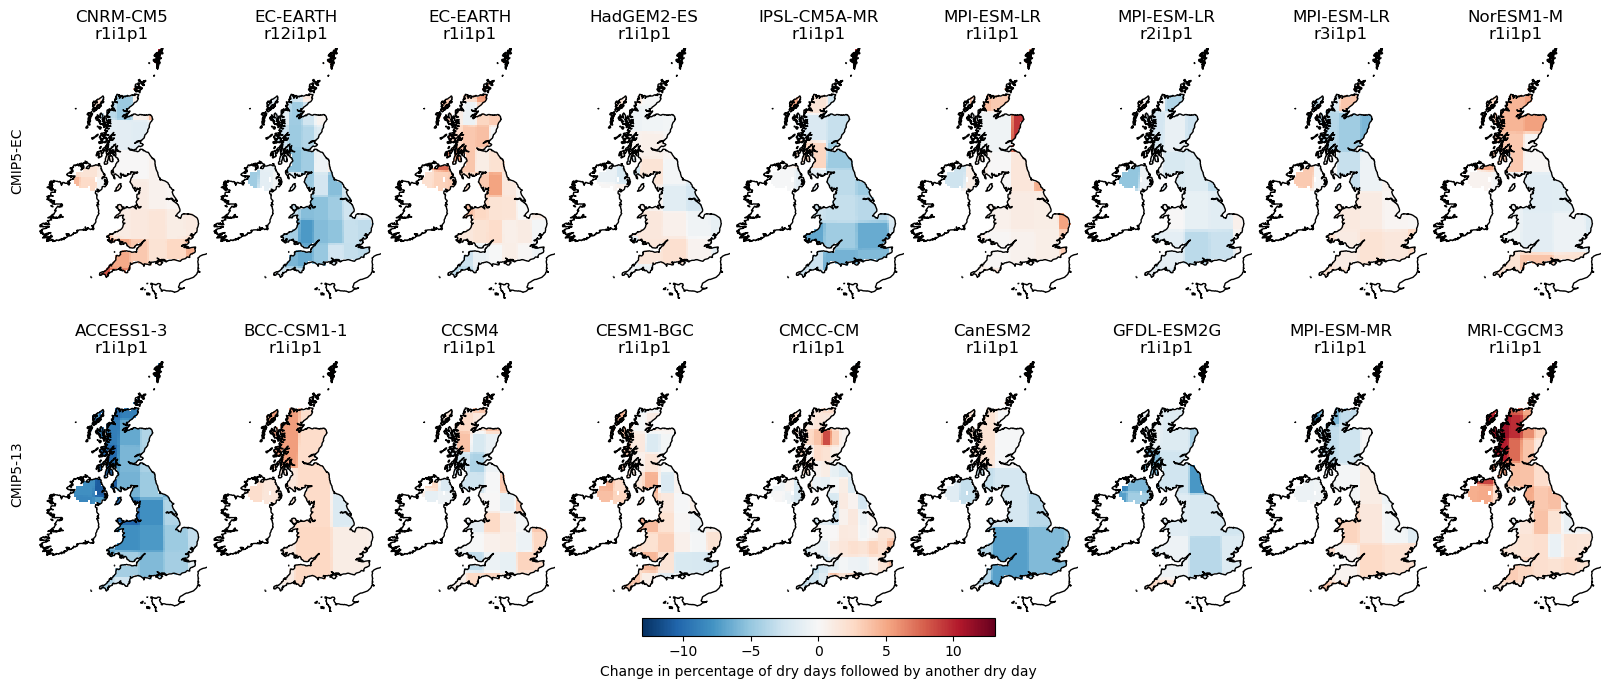 CNRM-CM5
r1i1p1
EC-EARTH
r12i1p1
EC-EARTH
r1i1p1
HadGEM2-ES
r1i1p1
IPSL-CM5A-MR
r1i1p1
MPI-ESM-LR
r1i1p1
MPI-ESM-LR
r2i1p1
MPI-ESM-LR
r3i1p1
NorESM1-M
r1i1p1
CMIP5-EC
ACCESS1-3
r1i1p1
BCC-CSM1-1
r1i1p1
CCSM4
r1i1p1
CESM1-BGC
r1i1p1
CMCC-CM
r1i1p1
CanESM2
r1i1p1
GFDL-ESM2G
r1i1p1
MPI-ESM-MR
r1i1p1
MRI-CGCM3
r1i1p1
CMIP5-13
−10 −5 0 5 10
Change in percentage of dry days followed by another dry day